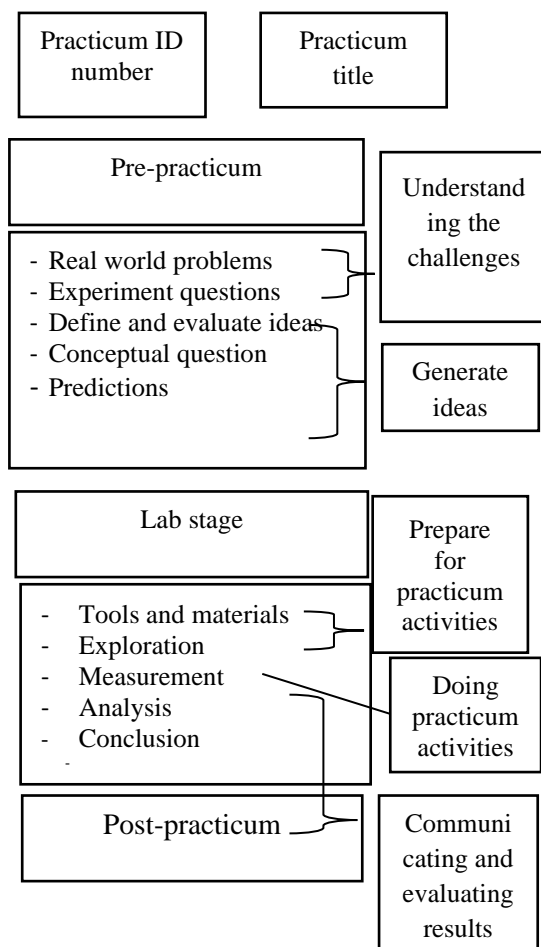 Practicum ID
number
Practicum
title
Pre-practicum
Understand
ing the
challenges
- Real world problems
- Experiment questions
- Define and evaluate ideas
- Conceptual question
- Predictions
Generate
ideas
Lab stage
Prepare
for
practicum
activities
- Tools and materials
- Exploration
- Measurement
- Analysis
- Conclusion
-
Doing
practicum
activities
Post-practicum
Communi
cating and
evaluating
results